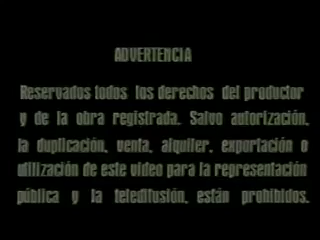 ADVERTENCIA
Reservados todos los derechos del productor
y de la obra registrada. Salvo autorización,
la duplicación, venta, alquiler, exportación o
utilización de este video para la representación
pública y la teledifusión, están prohibidos.